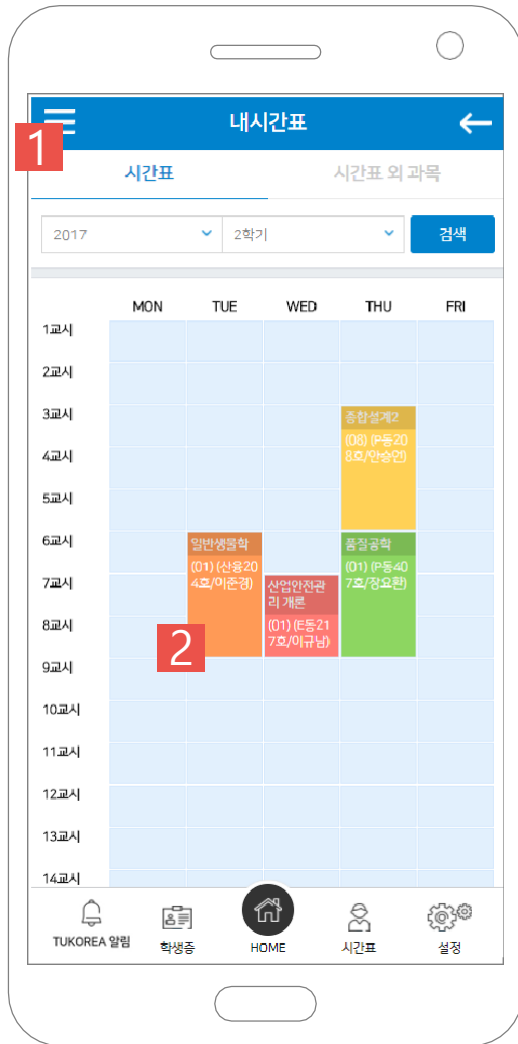 내시간표
1
시간표 시간표 외 과목
2017 2학기 검색
MON TUE WED THU FRI
1교시
2교시
3교시
종합설계2
(08) (P동20
8호/안승언)
4교시
5교시
6교시
일반생물학
품질공학
(01) (산융20
4호/이준경)
(01) (P동40
7호/장요환)
7교시
산업안전관
리 개론
8교시
(01) (E동21
7호/이규남)
2
9교시
10교시
11교시
12교시
13교시
14교시
TUKOREA 알림 학생증 HOME 시간표 설정